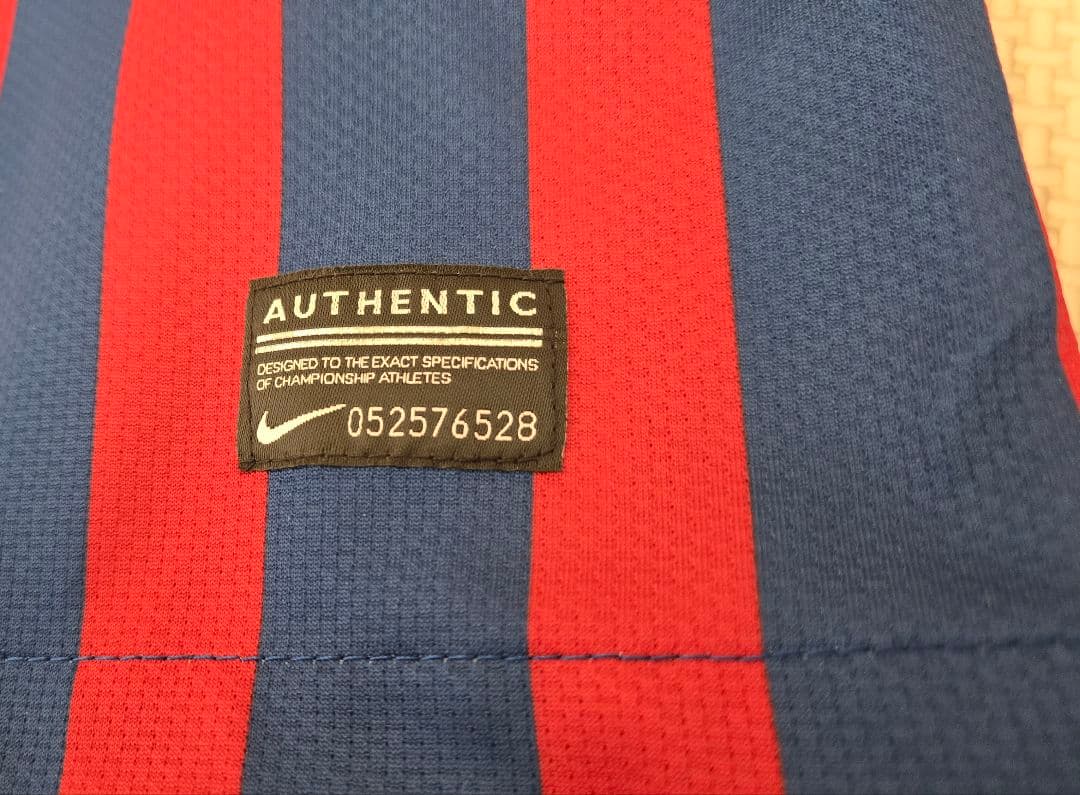 AUTHENTIC
DESIGNED TO THE EXACT SPECIFICATIONS
OF CHAMPIONSHIP ATHLETES
052576528